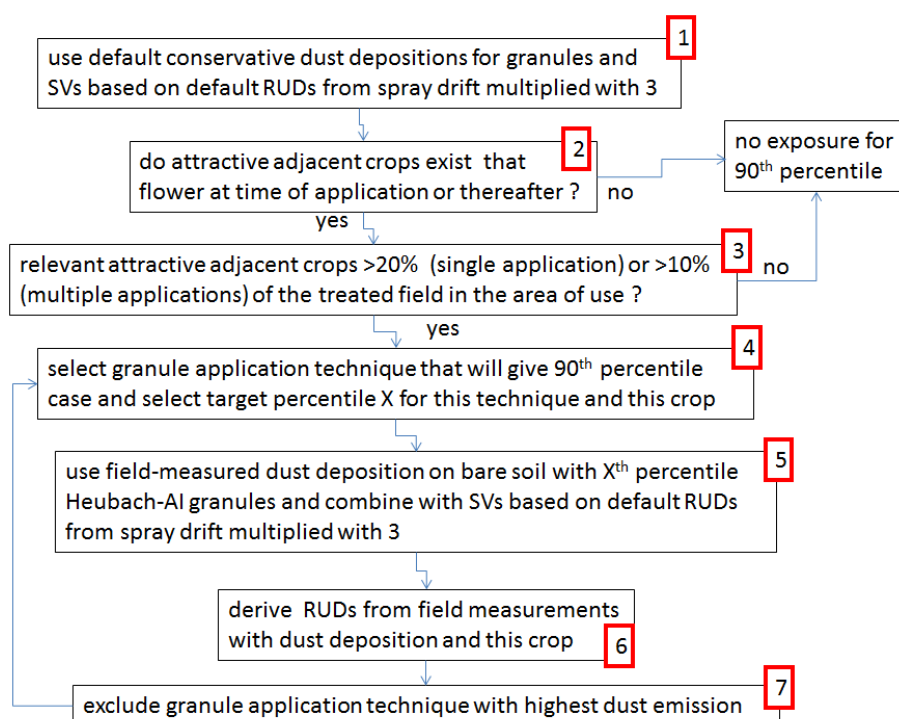 1
use default conservative dust depositions for granules and
SVs based on default RUDs from spray drift multiplied with 3
2
do attractive adjacent crops exist that
flower at time of application or thereafter ?
no
no exposure for
90th percentile
yes
3
relevant attractive adjacent crops >20% (single application) or >10%
(multiple applications) of the treated field in the area of use ?
no
yes
4
select granule application technique that will give 90th percentile
case and select target percentile X for this technique and this crop
5
use field-measured dust deposition on bare soil with Xth percentile
Heubach-AI granules and combine with SVs based on default RUDs
from spray drift multiplied with 3
derive RUDs from field measurements
with dust deposition and this crop
6
7
exclude granule application technique with highest dust emission